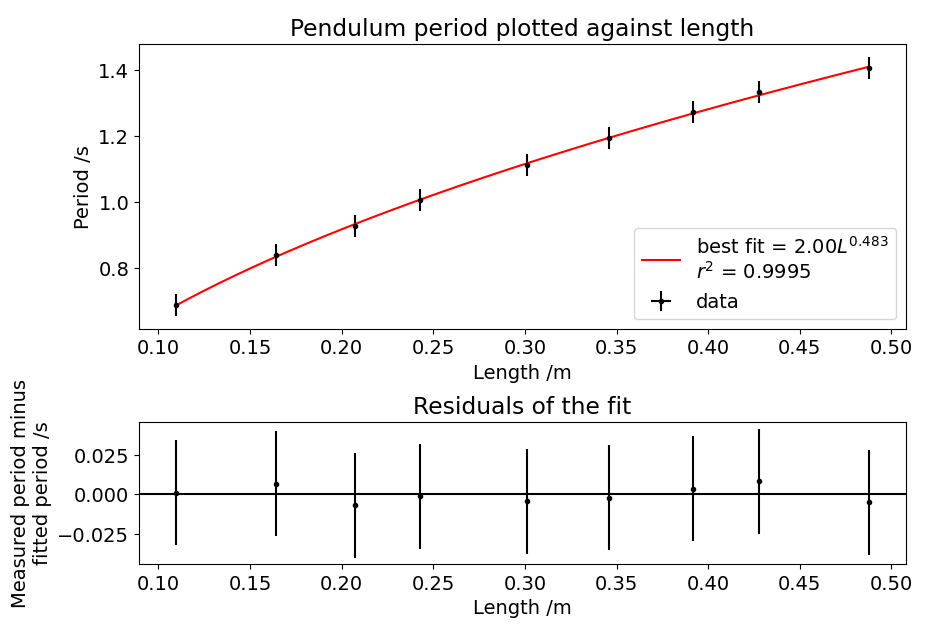 Pendulum period plotted against length
Period /s
1.4
1.2
1.0
0.8
best fit = 2.00L^0.483
r² = 0.9995
data
0.10 0.15 0.20 0.25 0.30 0.35 0.40 0.45 0.50
Length /m
Residuals of the fit
Measured period minus
fitted period /s
0.025
0.000
−0.025
0.10 0.15 0.20 0.25 0.30 0.35 0.40 0.45 0.50
Length /m